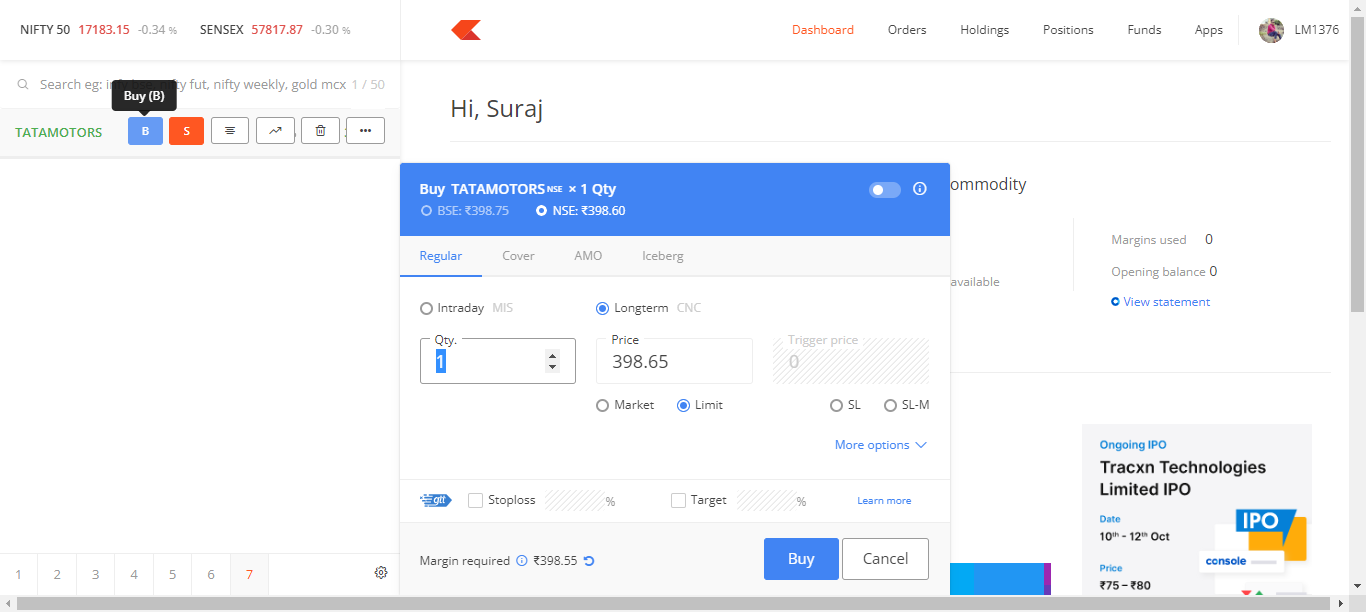 NIFTY 50 17183.15 -0.34 % SENSEX 57817.87 -0.30 %
Dashboard Orders Holdings Positions Funds Apps LM1376
Search eg: fty fut, nifty weekly, gold mcx 1 / 50
Buy (B)
TATAMOTORS B S
Hi, Suraj
Buy TATAMOTORS NSE × 1 Qty
BSE: ₹398.75 NSE: ₹398.60
ommodity
Regular Cover AMO Iceberg
Margins used 0
Opening balance 0
available
View statement
Intraday MIS Longterm CNC
Qty. Price Trigger price
1 398.65 0
Market Limit SL SL-M
More options
gtt Stoploss % Target % Learn more
Margin required ₹398.55 Buy Cancel
Ongoing IPO
Tracxn Technologies
Limited IPO
Date
10th - 12th Oct
Price
₹75 – ₹80
IPO
console
1 2 3 4 5 6 7